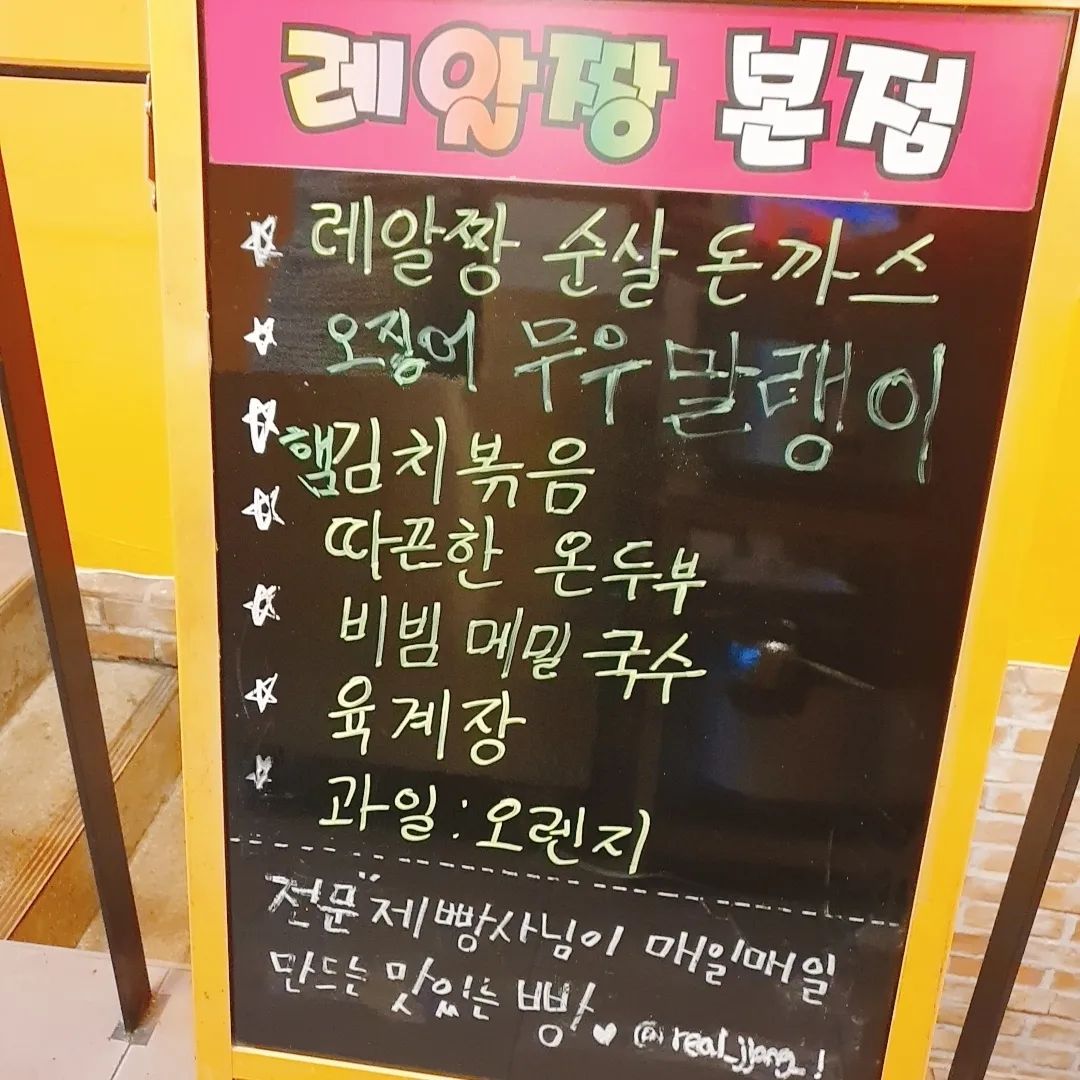 레알짱 본점
레알짱 순살 돈까스
오징어 무우말랭이
햄김치볶음
따끈한 온두부
비빔 메밀 국수
육계장
과일 : 오렌지
전문" 제빵사님이 매일매일
만드는 맛있는 빵♥ @real_jjang_!